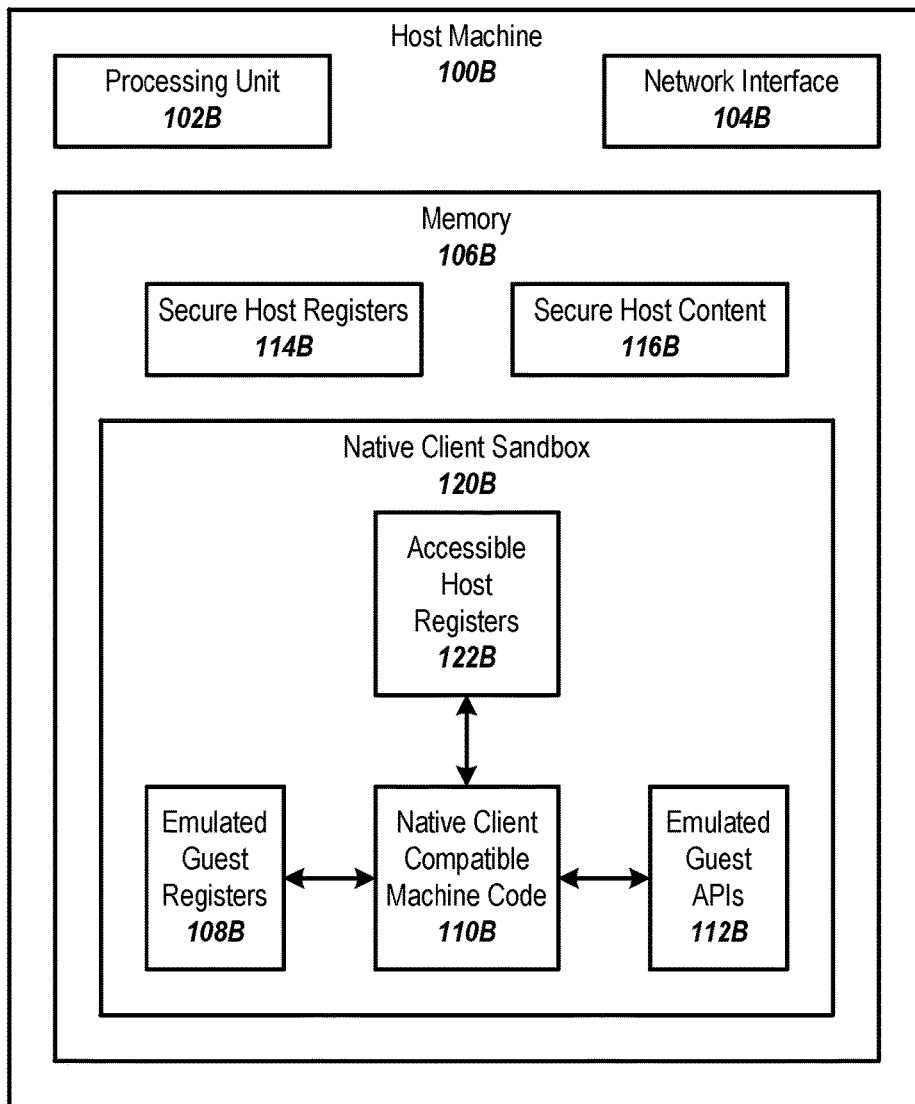 Host Machine
100B
Processing Unit
102B
Network Interface
104B
Memory
106B
Secure Host Registers
114B
Secure Host Content
116B
Native Client Sandbox
120B
Accessible
Host
Registers
122B
Emulated
Guest
Registers
108B
Native Client
Compatible
Machine Code
110B
Emulated
Guest
APIs
112B